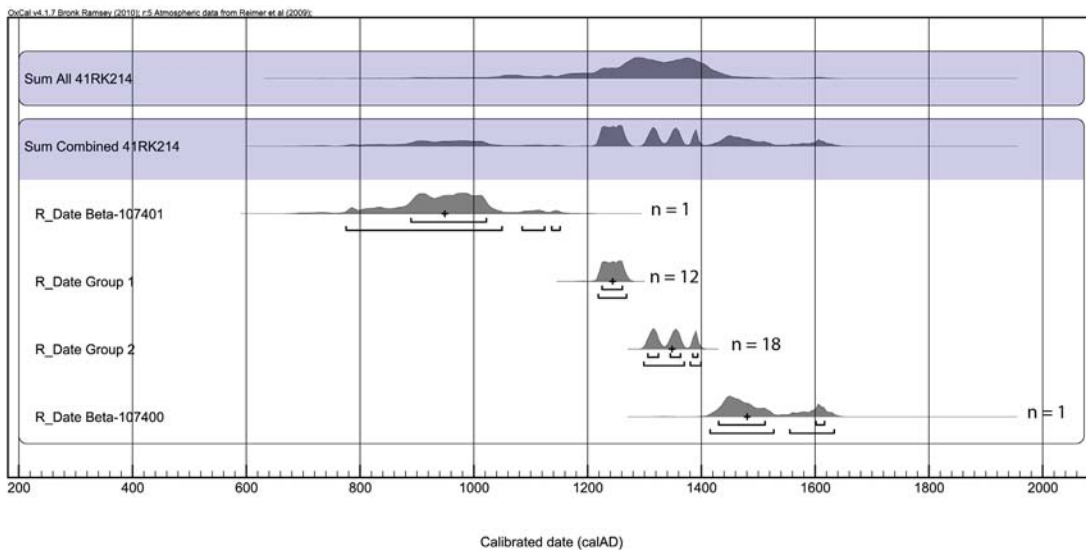 OxCal v4.1.7 Bronk Ramsey (2010); r:5 Atmospheric data from Reimer et al (2009);
Sum All 41RK214
Sum Combined 41RK214
R_Date Beta-107401
n = 1
R_Date Group 1
n = 12
R_Date Group 2
n = 18
R_Date Beta-107400
n = 1
200 400 600 800 1000 1200 1400 1600 1800 2000
Calibrated date (calAD)